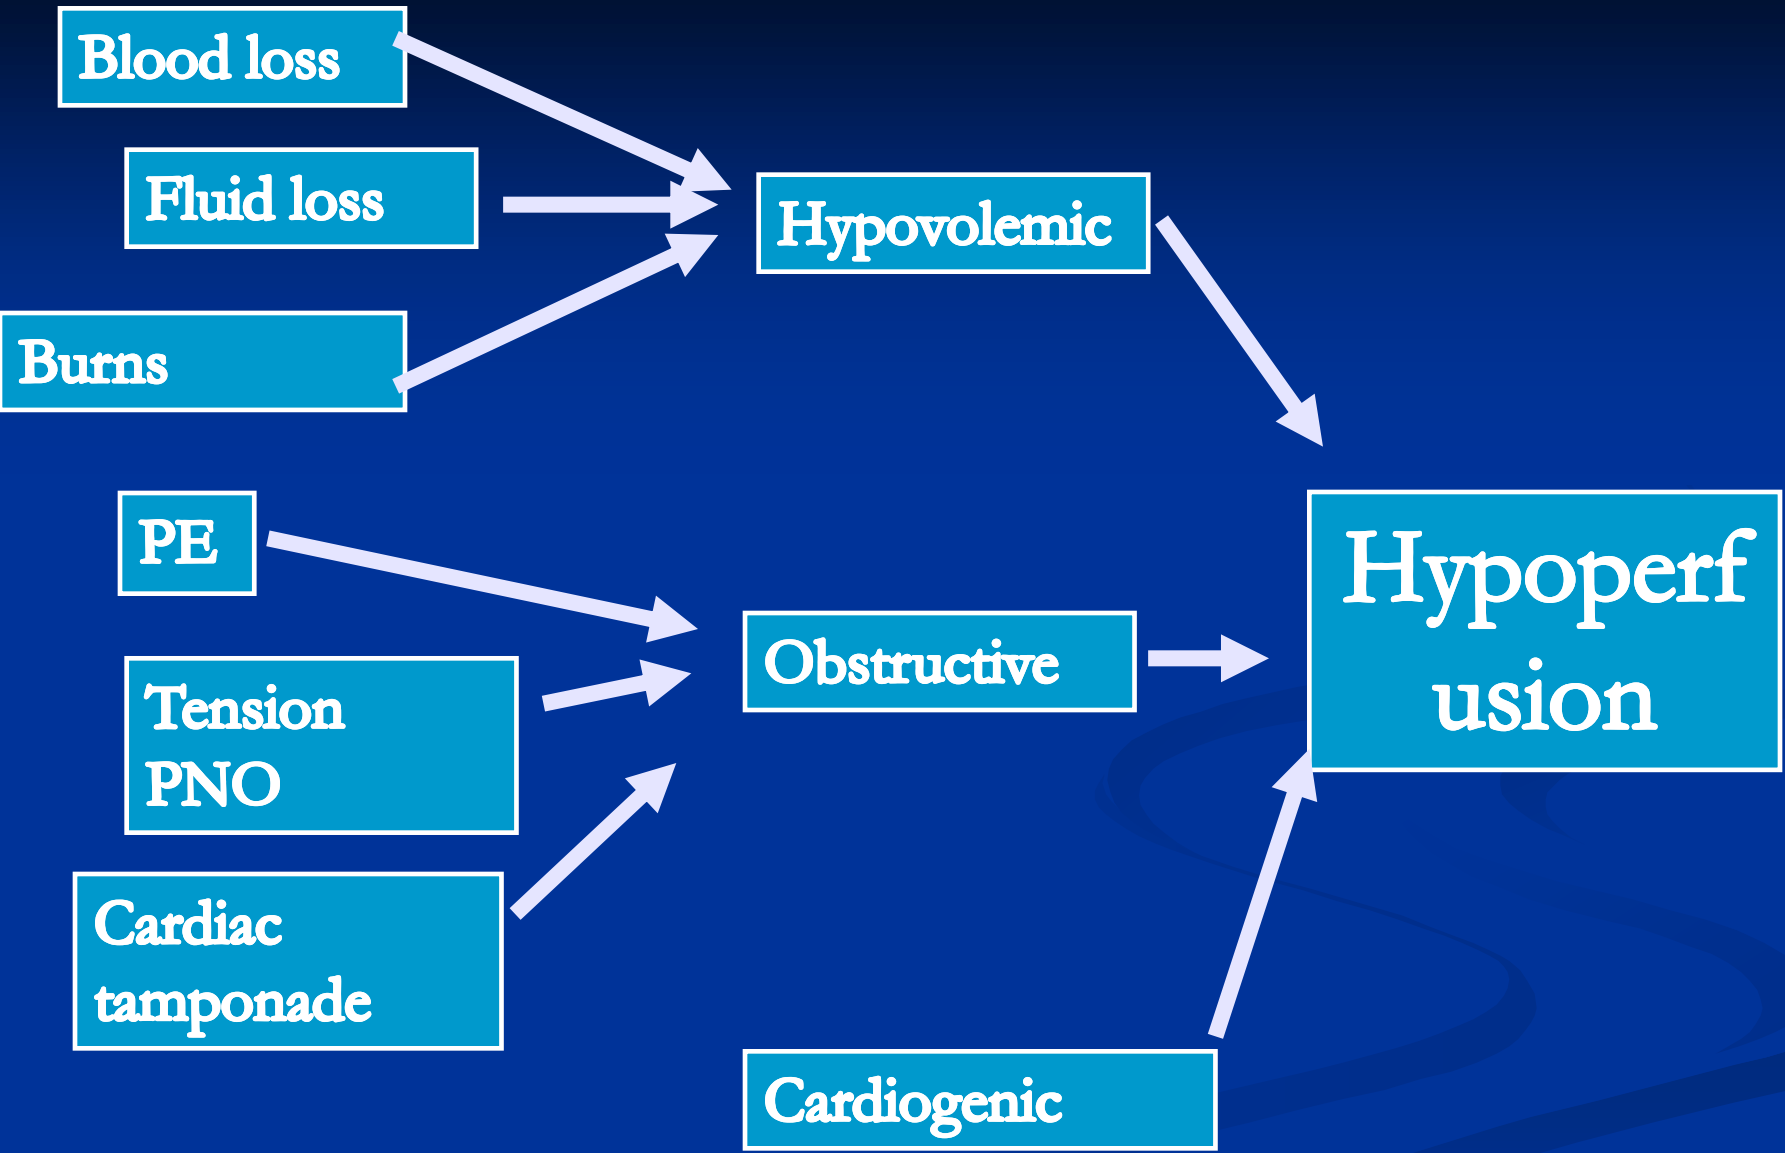 Blood loss
Fluid loss
Hypovolemic
Burns
PE
Hypoperf
usion
Obstructive
Tension
PNO
Cardiac
tamponade
Cardiogenic